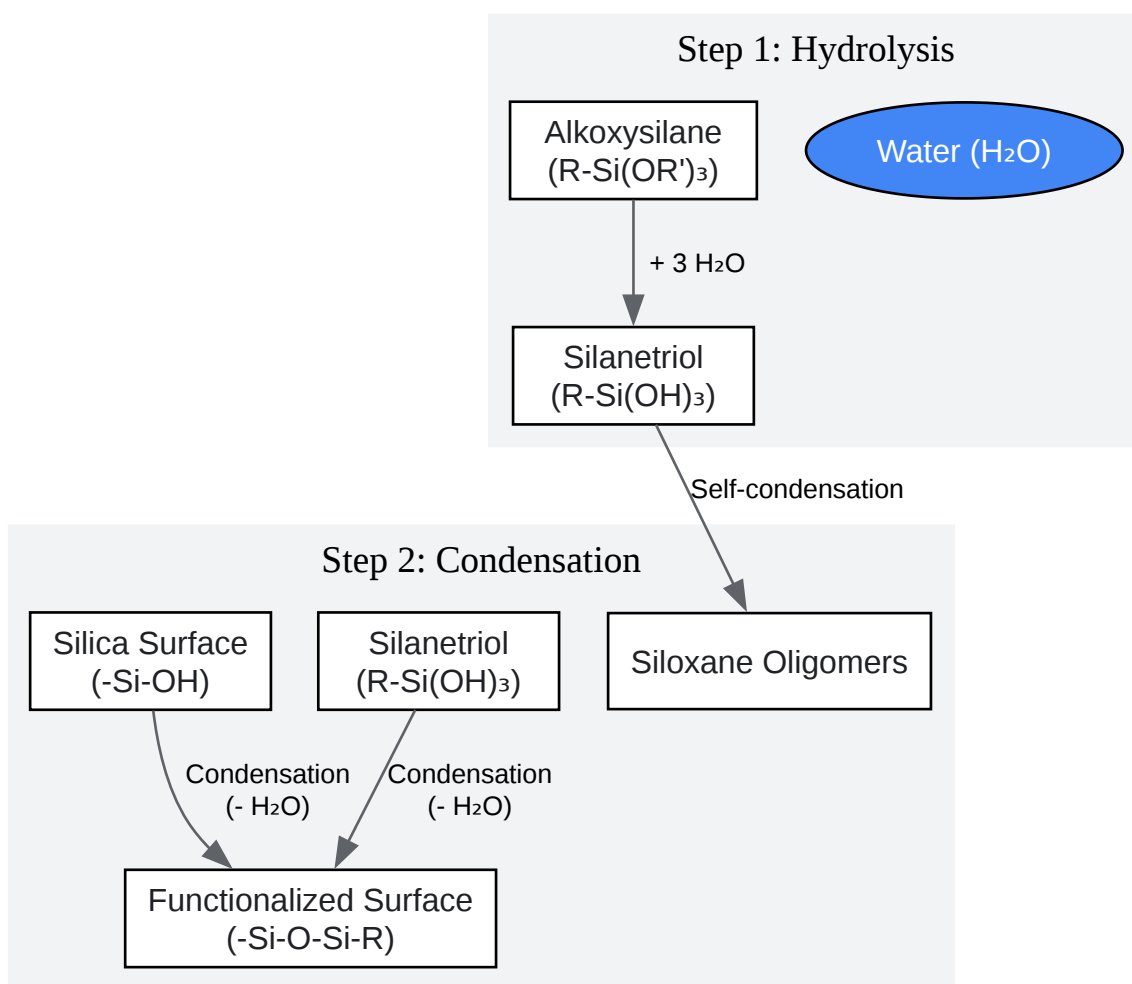 Step 1: Hydrolysis
Alkoxysilane
(R-Si(OR')₃)
Water (H₂O)
+ 3 H₂O
Silanetriol
(R-Si(OH)₃)
Self-condensation
Step 2: Condensation
Silica Surface
(-Si-OH)
Silanetriol
(R-Si(OH)₃)
Siloxane Oligomers
Condensation
(- H₂O)
Condensation
(- H₂O)
Functionalized Surface
(-Si-O-Si-R)